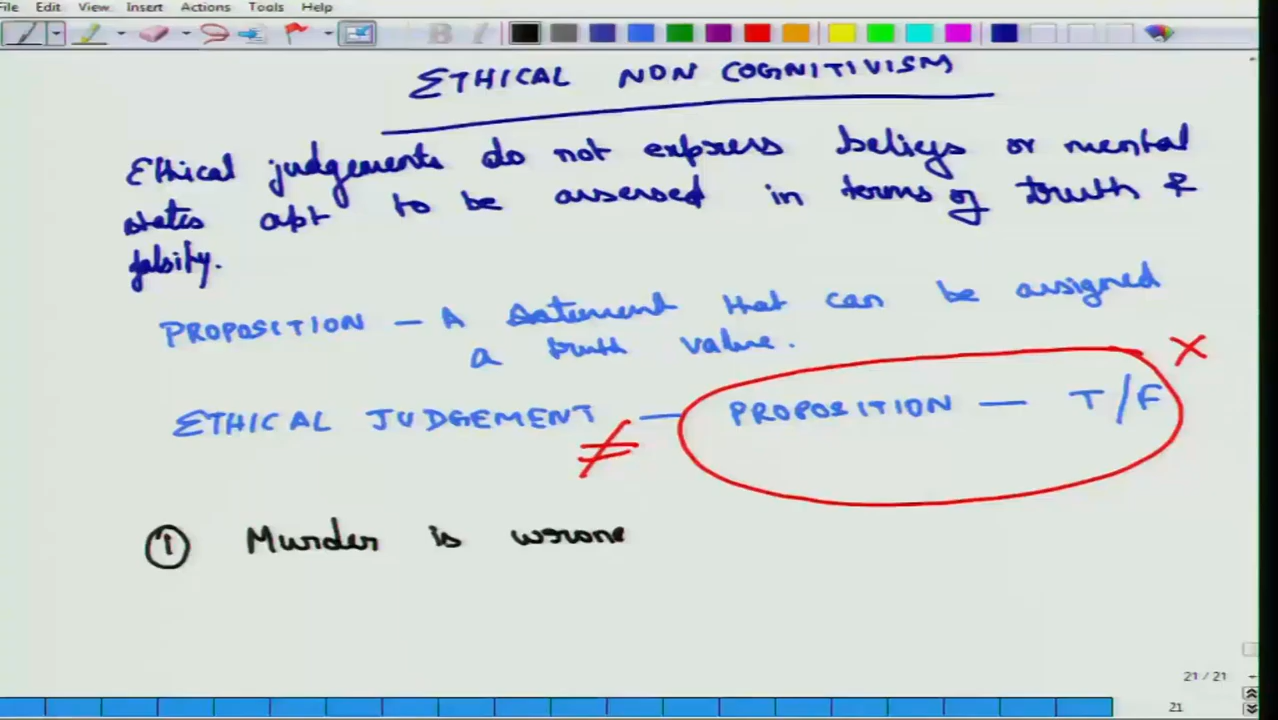 File Edit View Insert Actions Tools Help
ETHICAL NON COGNITIVISM
Ethical judgements do not express beliefs or mental
states apt to be assessed in terms of truth &
falsity.
PROPOSITION - A statement that can be assigned
a truth value.
ETHICAL JUDGEMENT — PROPOSITION — T/F X
≠
① Murder is wrone
21 / 21
21